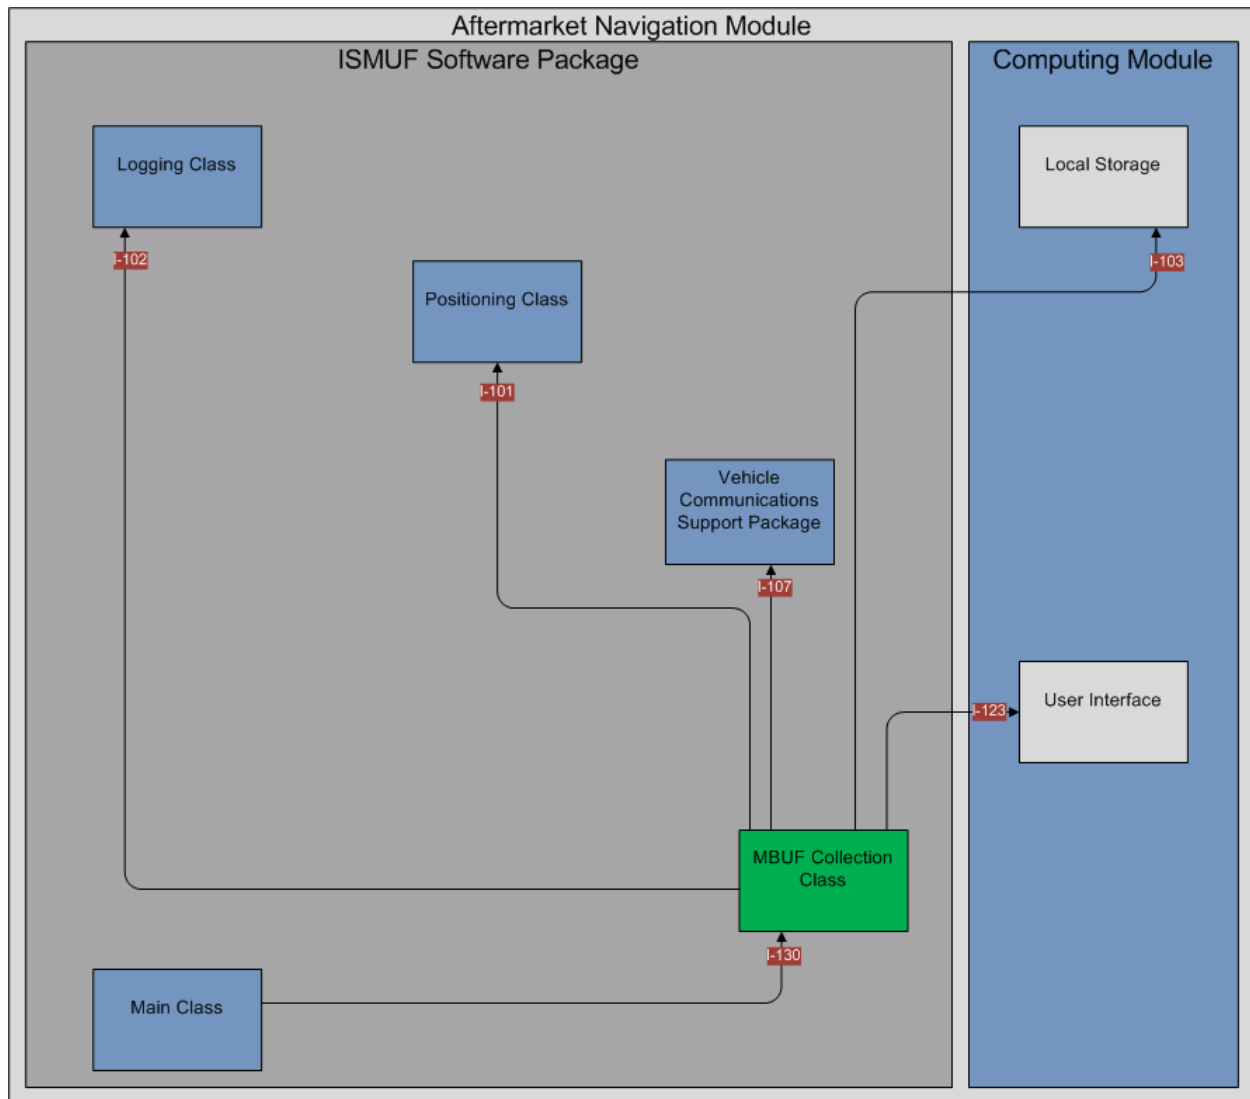 Aftermarket Navigation Module
ISMUF Software Package
Computing Module
Logging Class
Local Storage
I-102
I-103
Positioning Class
I-101
Vehicle
Communications
Support Package
I-107
User Interface
I-123
MBUF Collection
Class
I-130
Main Class